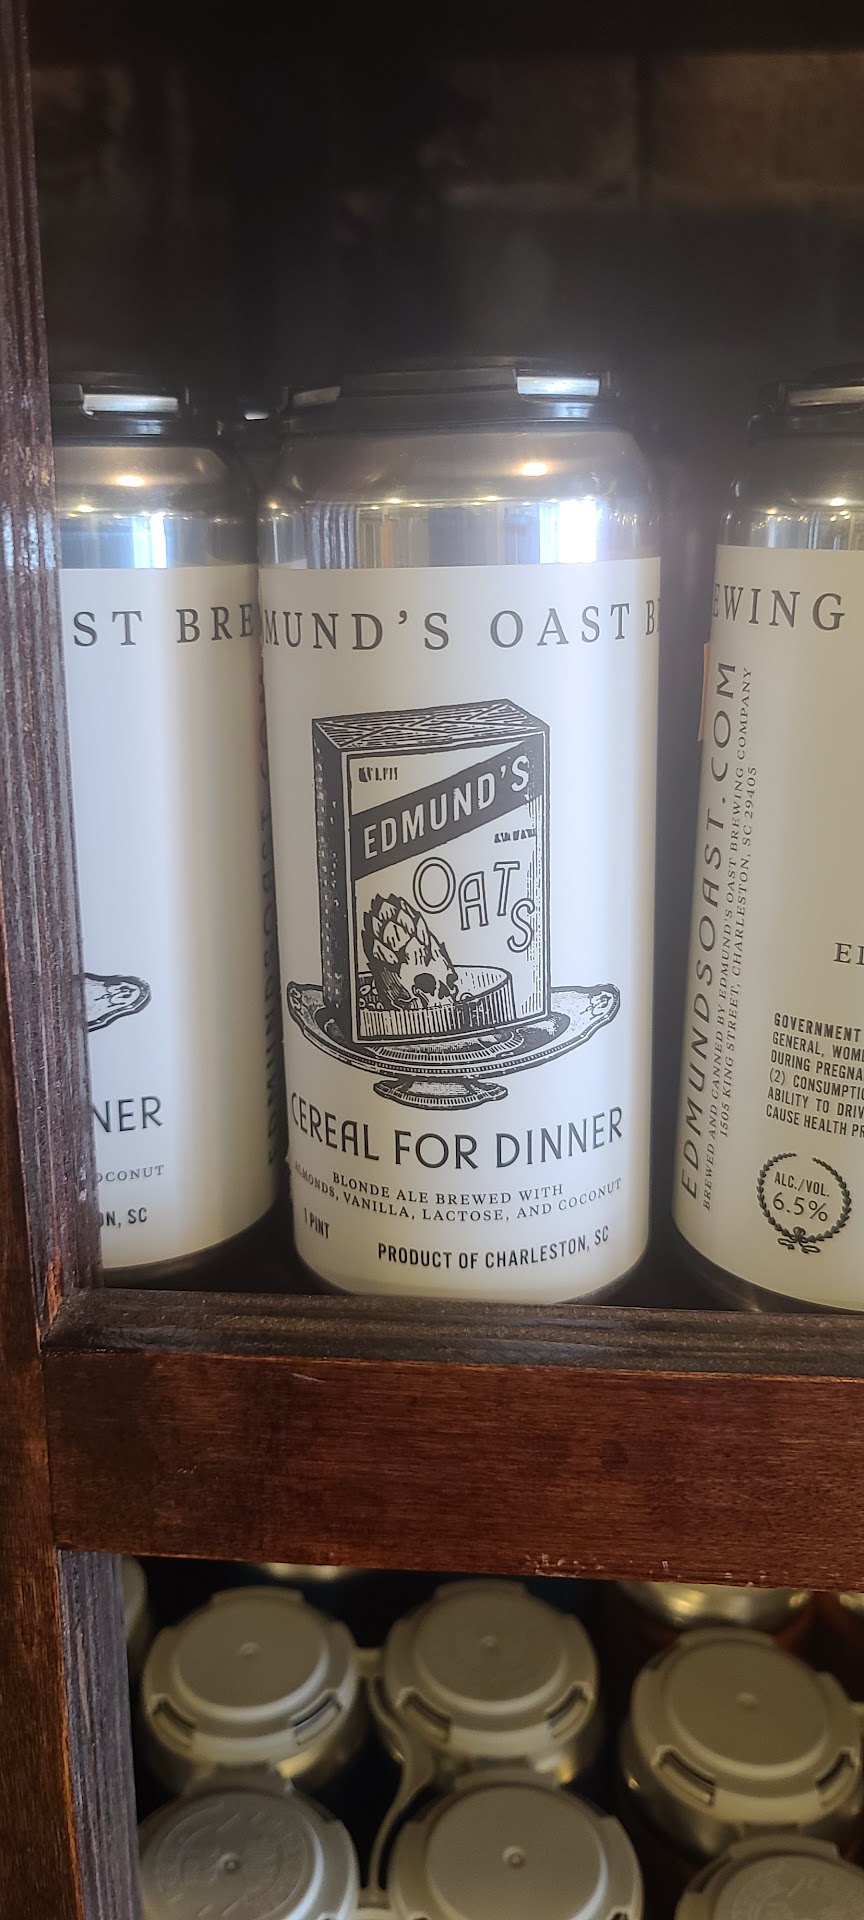 ST BRE
NER
OCONUT
ON, SC
MUND'S OAST B
EDMUND'S
OATS
CEREAL FOR DINNER
BLONDE ALE BREWED WITH
ALMONDS, VANILLA, LACTOSE, AND COCONUT
1 PINT
PRODUCT OF CHARLESTON, SC
EWING
EDMUNDSOAST.COM
BREWED AND CANNED BY EDMUND'S OAST BREWING COMPANY
1505 KING STREET, CHARLESTON, SC 29405
GOVERNMENT
GENERAL, WOM
DURING PREGNA
(2) CONSUMPTIO
ABILITY TO DRIV
CAUSE HEALTH PR
ALC./VOL.
6.5%